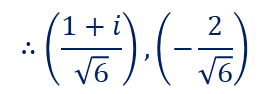 ∴ ((1 + i)/√6), (−2/√6)